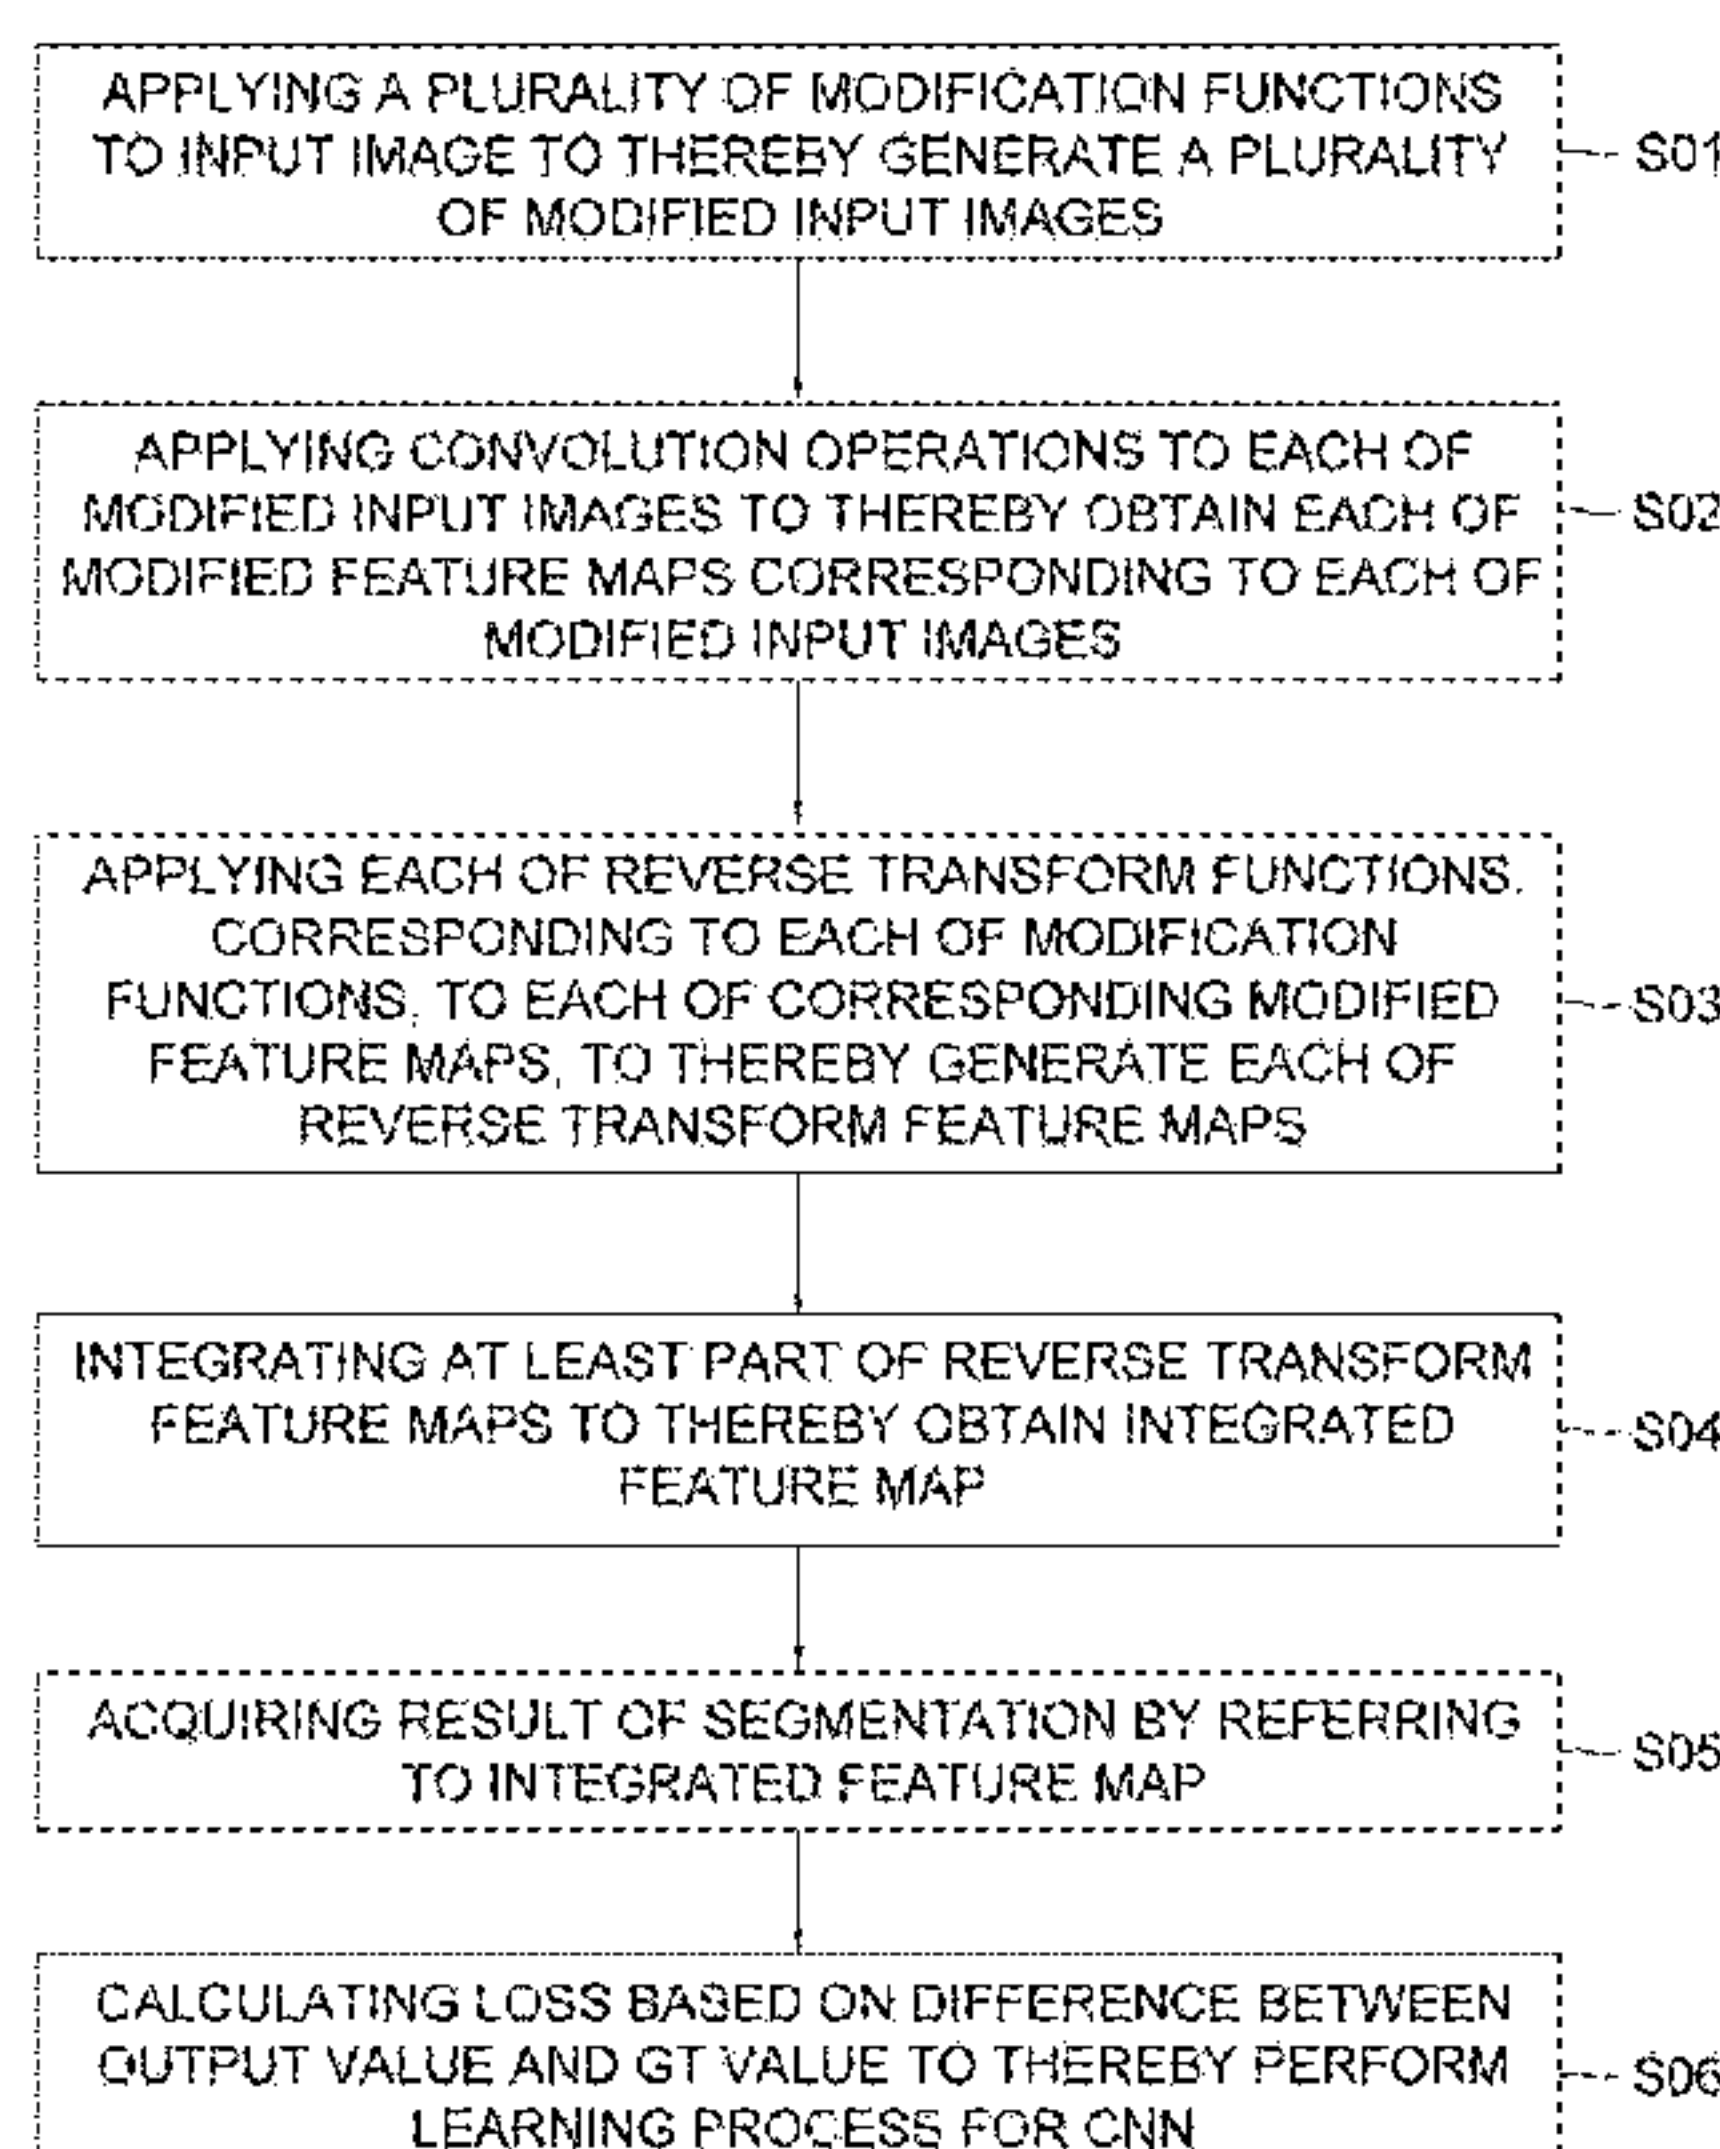 APPLYING A PLURALITY OF MODIFICATION FUNCTIONS
TO INPUT IMAGE TO THEREBY GENERATE A PLURALITY
OF MODIFIED INPUT IMAGES
S01
APPLYING CONVOLUTION OPERATIONS TO EACH OF
MODIFIED INPUT IMAGES TO THEREBY OBTAIN EACH OF
MODIFIED FEATURE MAPS CORRESPONDING TO EACH OF
MODIFIED INPUT IMAGES
S02
APPLYING EACH OF REVERSE TRANSFORM FUNCTIONS,
CORRESPONDING TO EACH OF MODIFICATION
FUNCTIONS, TO EACH OF CORRESPONDING MODIFIED
FEATURE MAPS, TO THEREBY GENERATE EACH OF
REVERSE TRANSFORM FEATURE MAPS
S03
INTEGRATING AT LEAST PART OF REVERSE TRANSFORM
FEATURE MAPS TO THEREBY OBTAIN INTEGRATED
FEATURE MAP
S04
ACQUIRING RESULT OF SEGMENTATION BY REFERRING
TO INTEGRATED FEATURE MAP
S05
CALCULATING LOSS BASED ON DIFFERENCE BETWEEN
OUTPUT VALUE AND GT VALUE TO THEREBY PERFORM
LEARNING PROCESS FOR CNN
S06